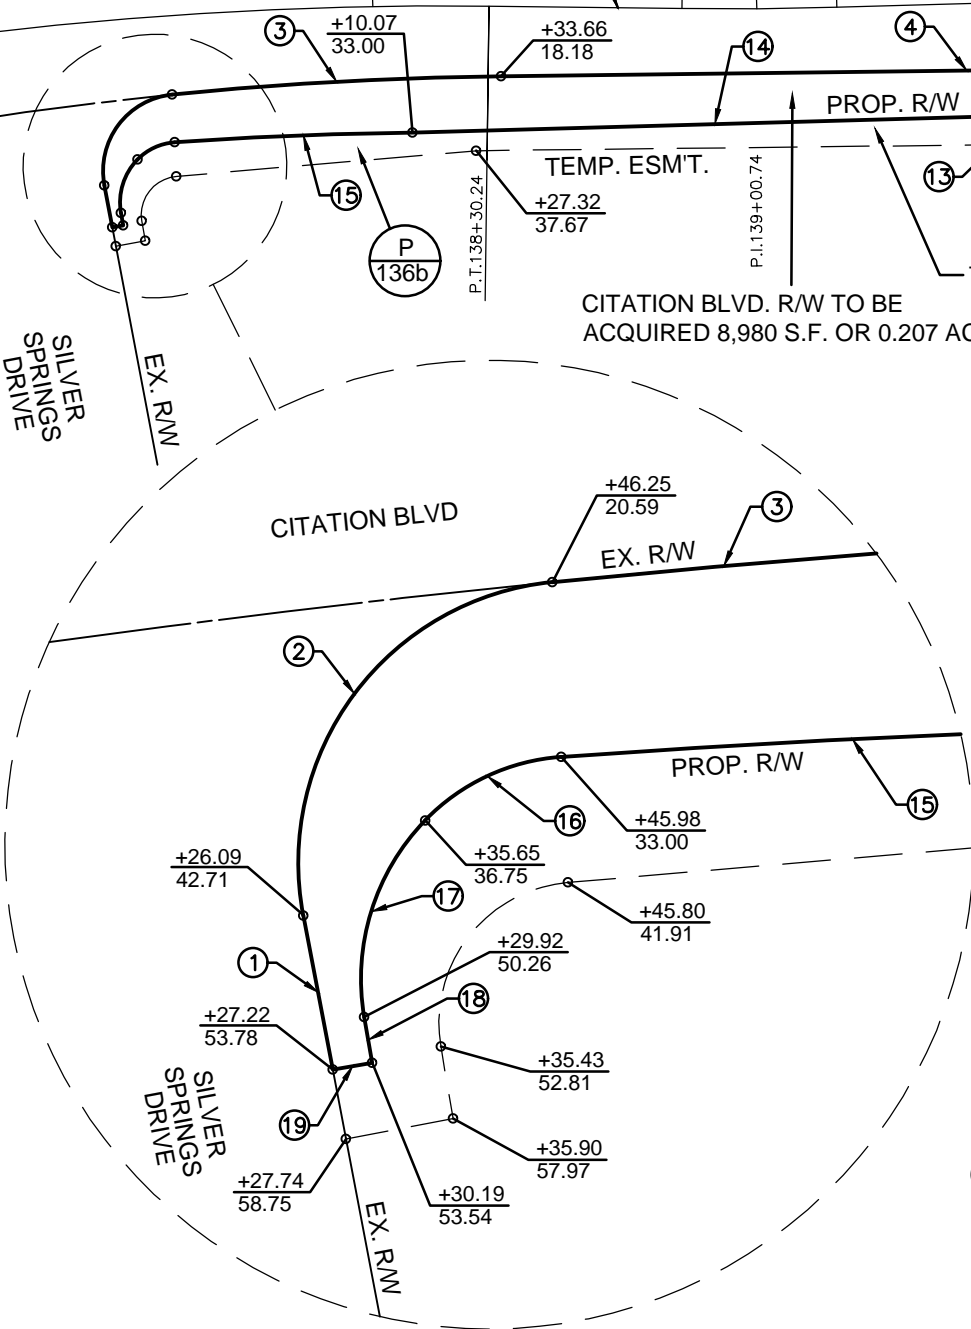 3
+10.07
33.00
+33.66
18.18
14
4
PROP. R/W
TEMP. ESM'T.
13
15
+27.32
37.67
P
136b
P.T.138+30.24
P.I.139+00.74
CITATION BLVD. R/W TO BE
ACQUIRED 8,980 S.F. OR 0.207 AC
SILVER
SPRINGS
DRIVE
EX. R/W
CITATION BLVD
+46.25
20.59
3
EX. R/W
2
PROP. R/W
15
16
+45.98
33.00
+26.09
42.71
+35.65
36.75
17
+45.80
41.91
+29.92
50.26
1
18
+27.22
53.78
+35.43
52.81
SILVER
SPRINGS
DRIVE
19
+35.90
57.97
+27.74
58.75
+30.19
53.54
EX. R/W